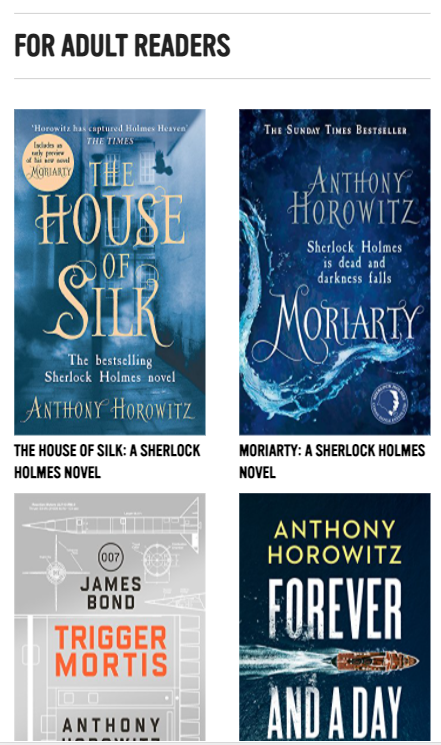 FOR ADULT READERS
'Horowitz has captured Holmes Heaven'
THE TIMES
Includes an
early preview
of his new novel
MORIARTY
THE
HOUSE
OF
SILK
The bestselling
Sherlock Holmes novel
ANTHONY HOROWITZ
THE SUNDAY TIMES BESTSELLER
ANTHONY
HOROWITZ
Sherlock Holmes
is dead and
darkness falls
MORIARTY
THE HOUSE OF SILK: A SHERLOCK
HOLMES NOVEL
MORIARTY: A SHERLOCK HOLMES
NOVEL
007
JAMES
BOND
TRIGGER
MORTIS
ANTHONY
HOROWITZ
ANTHONY
HOROWITZ
FOREVER
AND A DAY